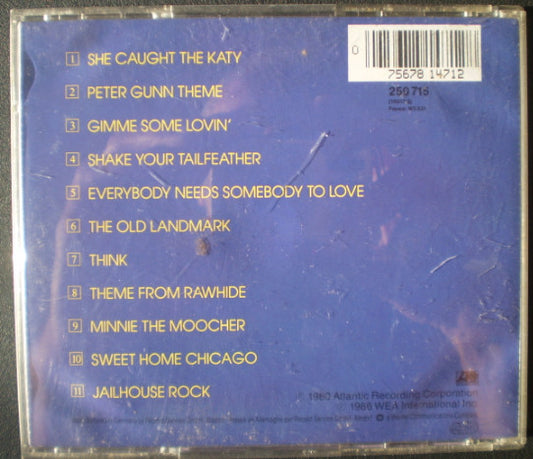 1 SHE CAUGHT THE KATY
2 PETER GUNN THEME
3 GIMME SOME LOVIN'
4 SHAKE YOUR TAILFEATHER
5 EVERYBODY NEEDS SOMEBODY TO LOVE
6 THE OLD LANDMARK
7 THINK
8 THEME FROM RAWHIDE
9 MINNIE THE MOOCHER
10 SWEET HOME CHICAGO
11 JAILHOUSE ROCK
0
75678 14712
250 715
1980 Atlantic Recording Corporation
1986 WEA International Inc